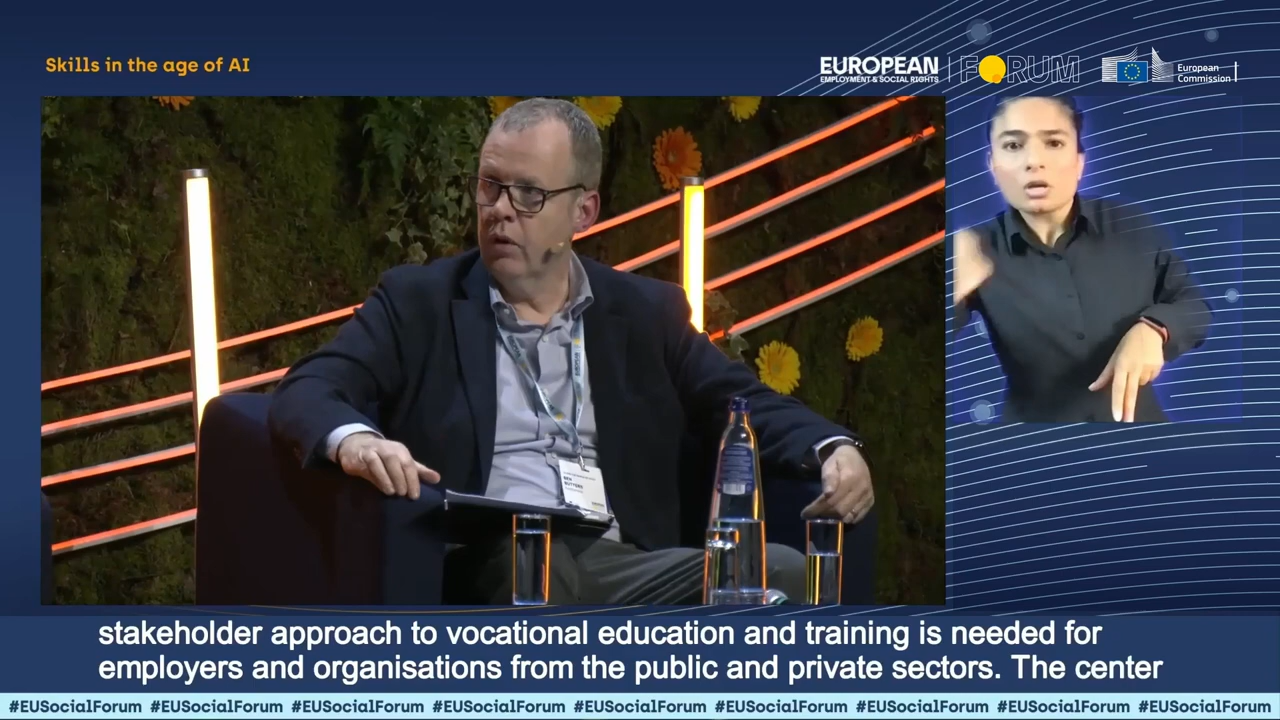 Skills in the age of AI
EUROPEAN
EMPLOYMENT & SOCIAL RIGHTS
FORUM
European
Commission
BEN
BUTTERS
stakeholder approach to vocational education and training is needed for
employers and organisations from the public and private sectors. The center
#EUSocialForum #EUSocialForum #EUSocialForum #EUSocialForum #EUSocialForum #EUSocialForum #EUSocialForum #EUSocialForum #EUSocialForum